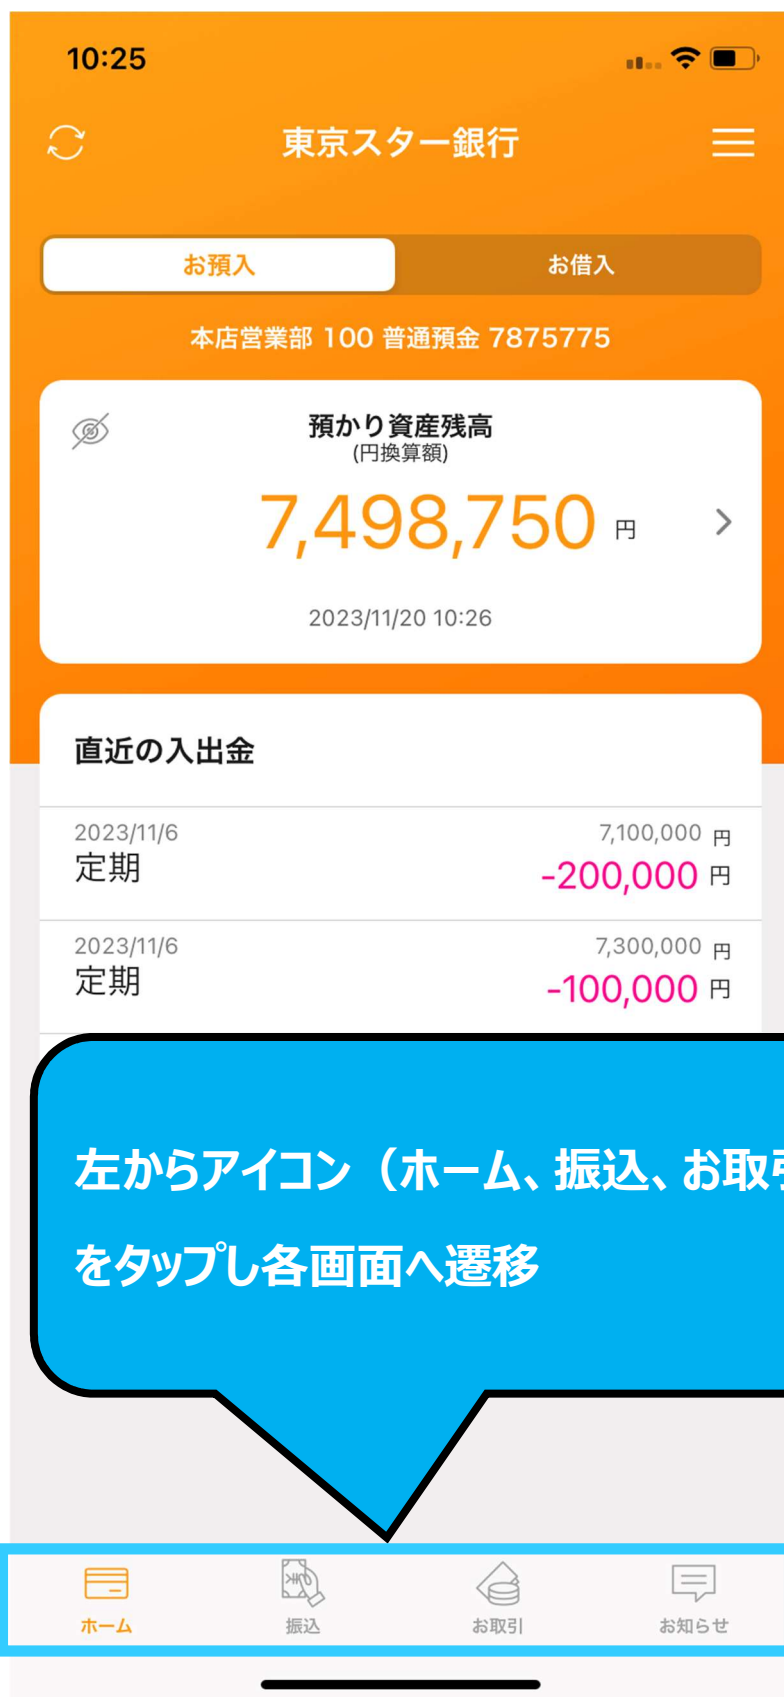 10:25
東京スター銀行
お預入
お借入
本店営業部 100 普通預金 7875775
預かり資産残高
(円換算額)
7,498,750 円
2023/11/20 10:26
直近の入出金
2023/11/6 7,100,000 円
定期 -200,000 円
2023/11/6 7,300,000 円
定期 -100,000 円
左からアイコン（ホーム、振込、お取引
をタップし各画面へ遷移
ホーム 振込 お取引 お知らせ